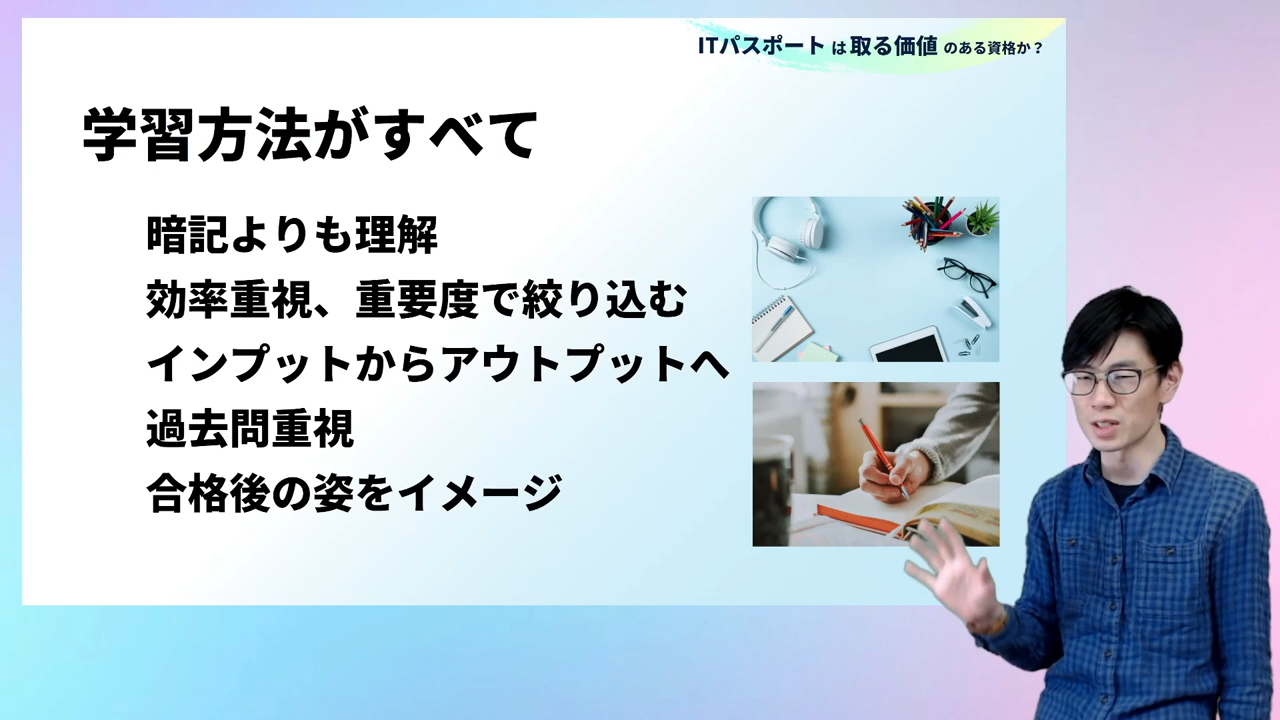 ITパスポート は 取る価値 のある資格か？
学習方法がすべて
暗記よりも理解
効率重視、重要度で絞り込む
インプットからアウトプットへ
過去問重視
合格後の姿をイメージ